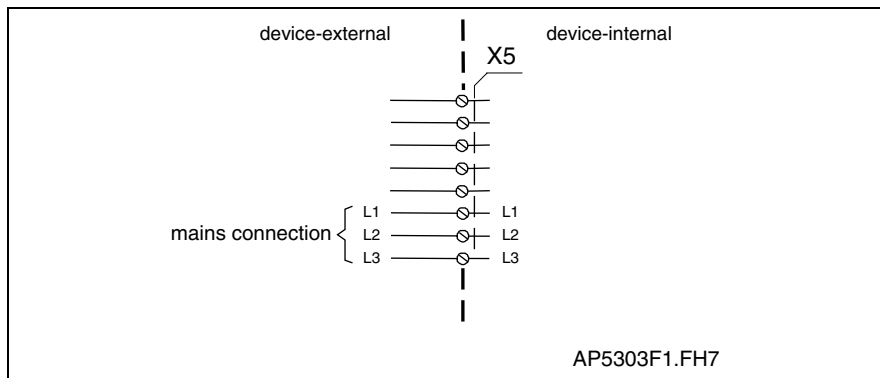 device-external
device-internal
X5
L1
L1
mains connection
L2
L2
L3
L3
AP5303F1.FH7